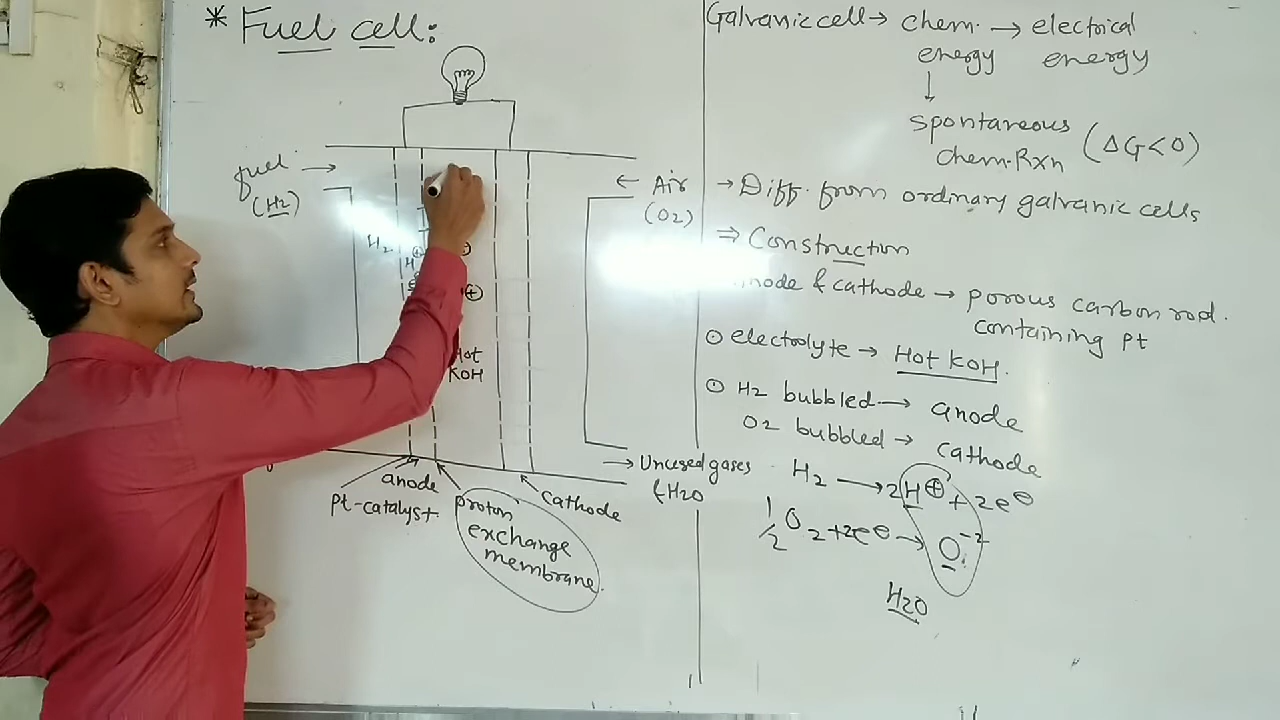 * Fuel cell:
fuel →
(H2)
H2
H⊕
⊕
Hot
KOH
← Air
(O2)
→ Unused gases
& H2O
anode
Pt-catalyst
proton
exchange
membrane.
cathode
Galvanic cell → chem. → electrical
energy energy
↓
spontaneous (ΔG<0)
chem. Rxn
→ Diff. from ordinary galvanic cells
⇒ Construction
& cathode → porous carbon rod.
containing Pt
⊙ electrolyte → Hot KOH.
⊙ H2 bubbled → anode
O2 bubbled → cathode
H2 → 2H⊕ + 2e⊖
1/2 O2 + 2e⊖ → O⁻²
H2O